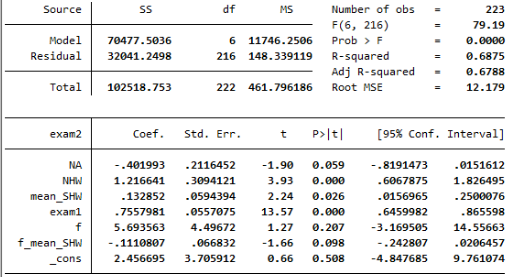 Source SS df MS Number of obs = 223
F(6, 216) = 79.19
Model 70477.5036 6 11746.2506 Prob > F = 0.0000
Residual 32041.2498 216 148.339119 R-squared = 0.6875
Adj R-squared = 0.6788
Total 102518.753 222 461.796186 Root MSE = 12.179
exam2 Coef. Std. Err. t P>|t| [95% Conf. Interval]
NA -.401993 .2116452 -1.90 0.059 -.8191473 .0151612
NHW 1.216641 .3094121 3.93 0.000 .6067875 1.826495
mean_SHW .132852 .0594394 2.24 0.026 .0156965 .2500076
exam1 .7557981 .0557075 13.57 0.000 .6459982 .865598
f 5.693563 4.49672 1.27 0.207 -3.169505 14.55663
f_mean_SHW -.1110807 .066832 -1.66 0.098 -.242807 .0206457
_cons 2.456695 3.705912 0.66 0.508 -4.847685 9.761074